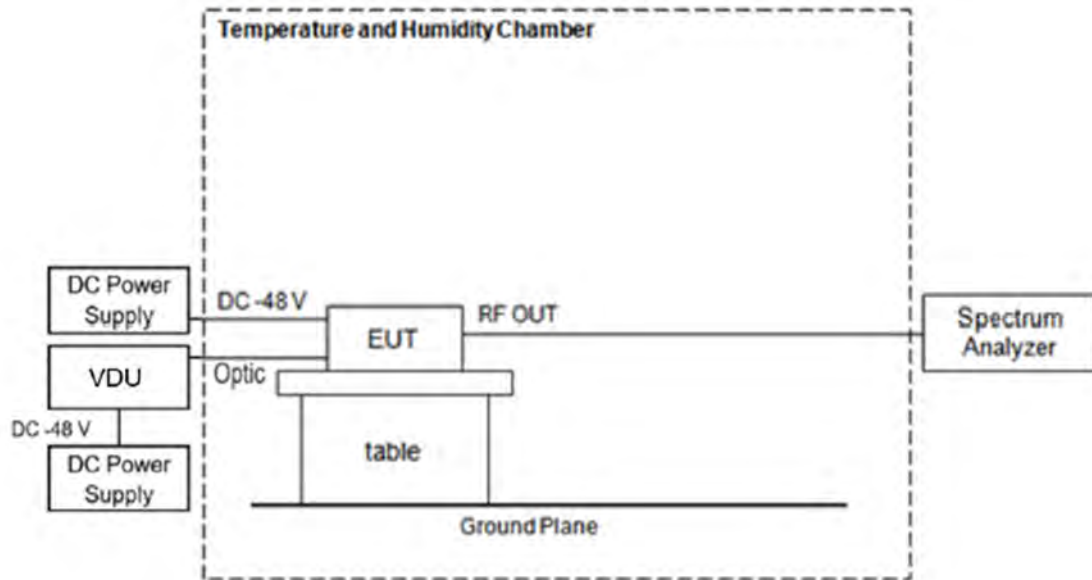 Temperature and Humidity Chamber
DC Power
Supply
DC -48 V
RF OUT
EUT
Spectrum
Analyzer
VDU
Optic
DC -48 V
DC Power
Supply
table
Ground Plane